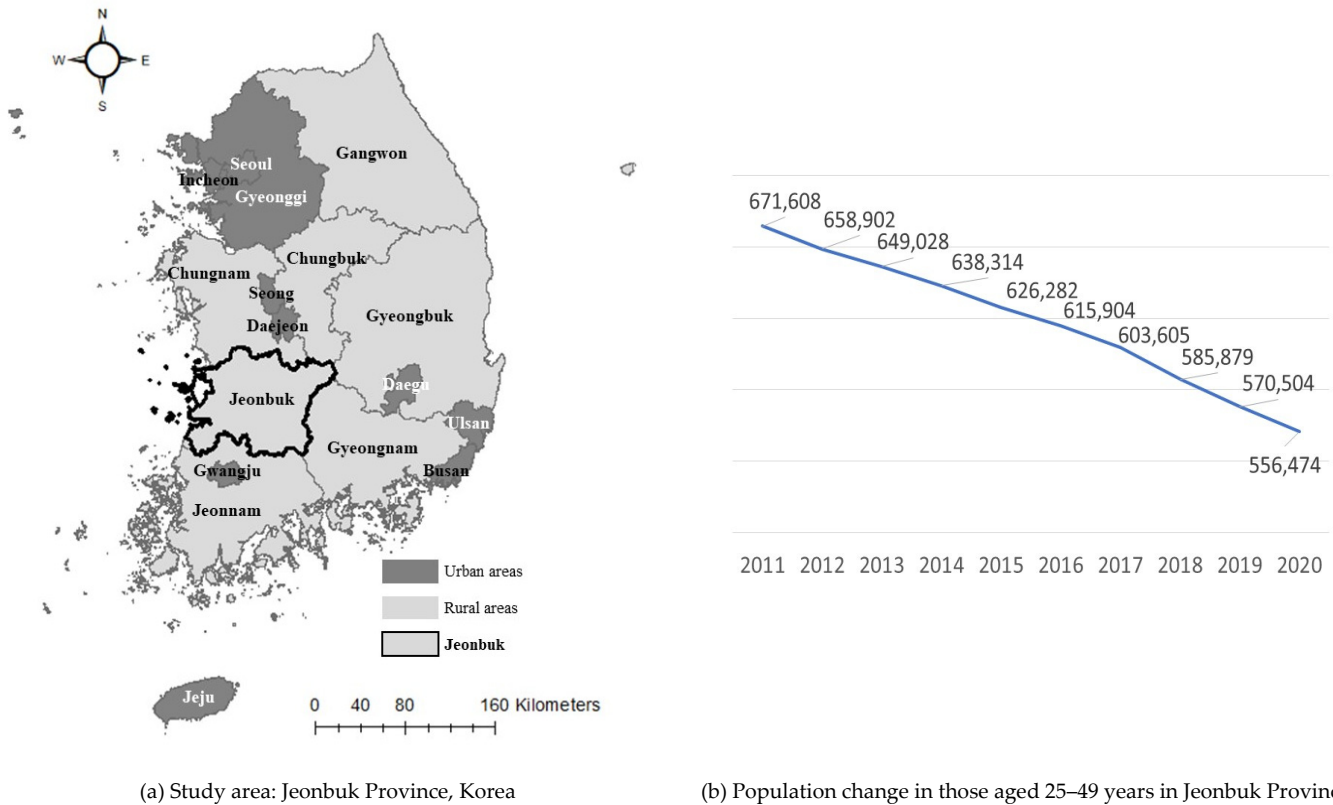 N
W E
S
Gangwon
Seoul
Incheon
Gyeonggi
Chungbuk
Chungnam
Seong
Daejeon
Gyeongbuk
Daegu
Jeonbuk
Ulsan
Gyeongnam
Busan
Gwangju
Jeonnam
Urban areas
Rural areas
Jeonbuk
Jeju
0 40 80 160 Kilometers
(a) Study area: Jeonbuk Province, Korea
671,608
658,902
649,028
638,314
626,282
615,904
603,605
585,879
570,504
556,474
2011 2012 2013 2014 2015 2016 2017 2018 2019 2020
(b) Population change in those aged 25–49 years in Jeonbuk Provin